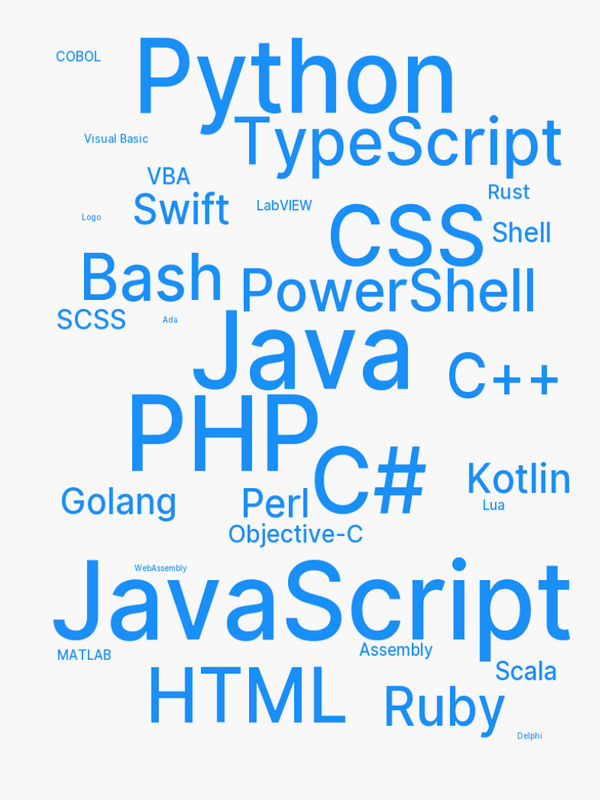 COBOL
Python
TypeScript
Visual Basic
VBA
Rust
Swift
LabVIEW
Logo
CSS
Shell
Bash
PowerShell
SCSS
Ada
Java
C++
PHP
C#
Kotlin
Golang
Perl
Lua
Objective-C
WebAssembly
JavaScript
MATLAB
Assembly
Scala
HTML
Ruby
Delphi